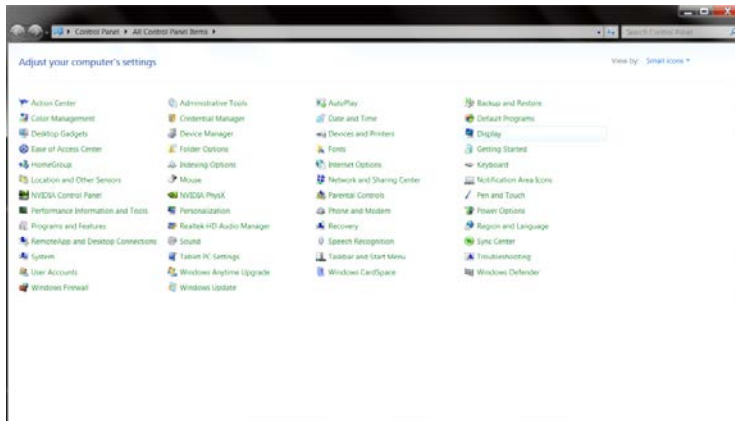 Control Panel ▸ All Control Panel Items ▸
Search Control Panel
Adjust your computer's settings
View by: Small icons
Action Center
Administrative Tools
AutoPlay
Backup and Restore
Color Management
Credential Manager
Date and Time
Default Programs
Desktop Gadgets
Device Manager
Devices and Printers
Display
Ease of Access Center
Folder Options
Fonts
Getting Started
HomeGroup
Indexing Options
Internet Options
Keyboard
Location and Other Sensors
Mouse
Network and Sharing Center
Notification Area Icons
NVIDIA Control Panel
NVIDIA PhysX
Parental Controls
Pen and Touch
Performance Information and Tools
Personalization
Phone and Modem
Power Options
Programs and Features
Realtek HD Audio Manager
Recovery
Region and Language
RemoteApp and Desktop Connections
Sound
Speech Recognition
Sync Center
System
Tablet PC Settings
Taskbar and Start Menu
Troubleshooting
User Accounts
Windows Anytime Upgrade
Windows CardSpace
Windows Defender
Windows Firewall
Windows Update